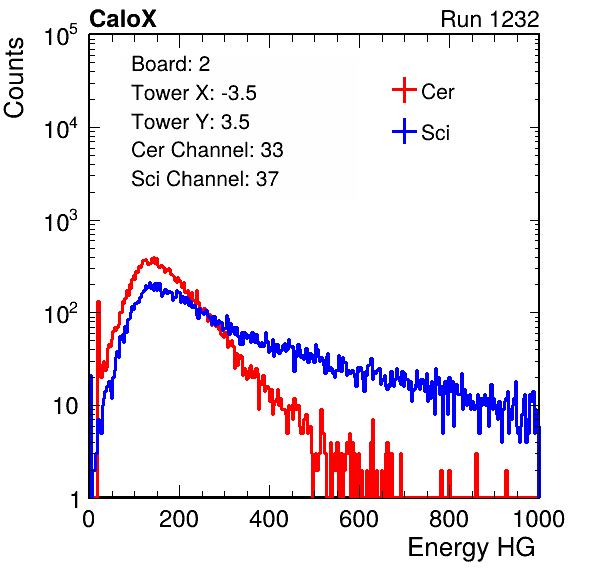 CaloX Run 1232
Counts
10^5
10^4
10^3
10^2
10
1
Board: 2
Tower X: -3.5
Tower Y: 3.5
Cer Channel: 33
Sci Channel: 37
Cer
Sci
0 200 400 600 800 1000
Energy HG